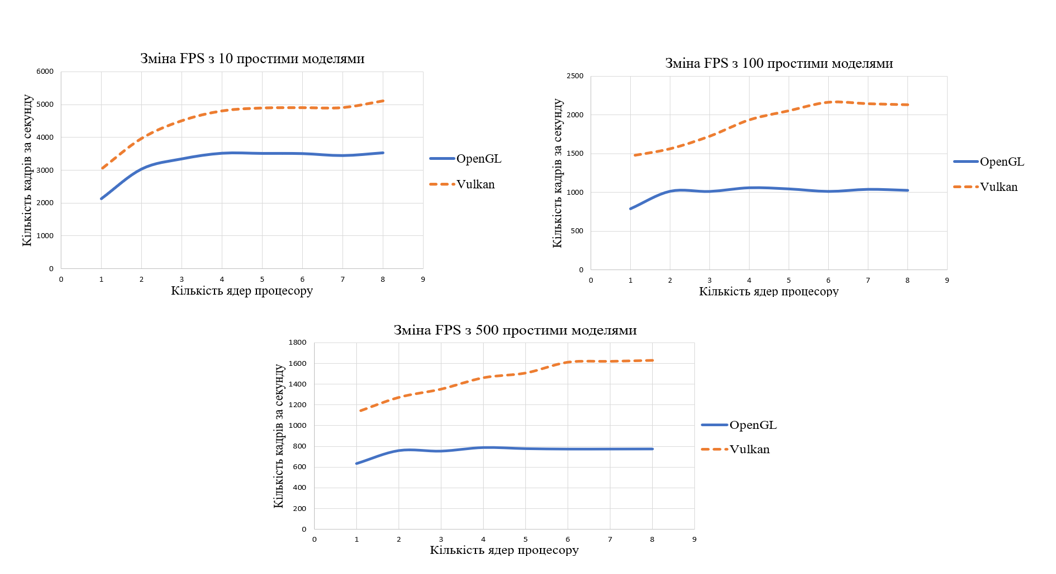 Зміна FPS з 10 простими моделями
6000
5000
4000
3000
2000
1000
0
0 1 2 3 4 5 6 7 8 9
Кількість кадрів за секунду
Кількість ядер процесору
OpenGL
Vulkan
Зміна FPS з 100 простими моделями
2500
2000
1500
1000
500
0
0 1 2 3 4 5 6 7 8 9
Кількість кадрів за секунду
Кількість ядер процесору
OpenGL
Vulkan
Зміна FPS з 500 простими моделями
1800
1600
1400
1200
1000
800
600
400
200
0
0 1 2 3 4 5 6 7 8 9
Кількість кадрів за секунду
Кількість ядер процесору
OpenGL
Vulkan